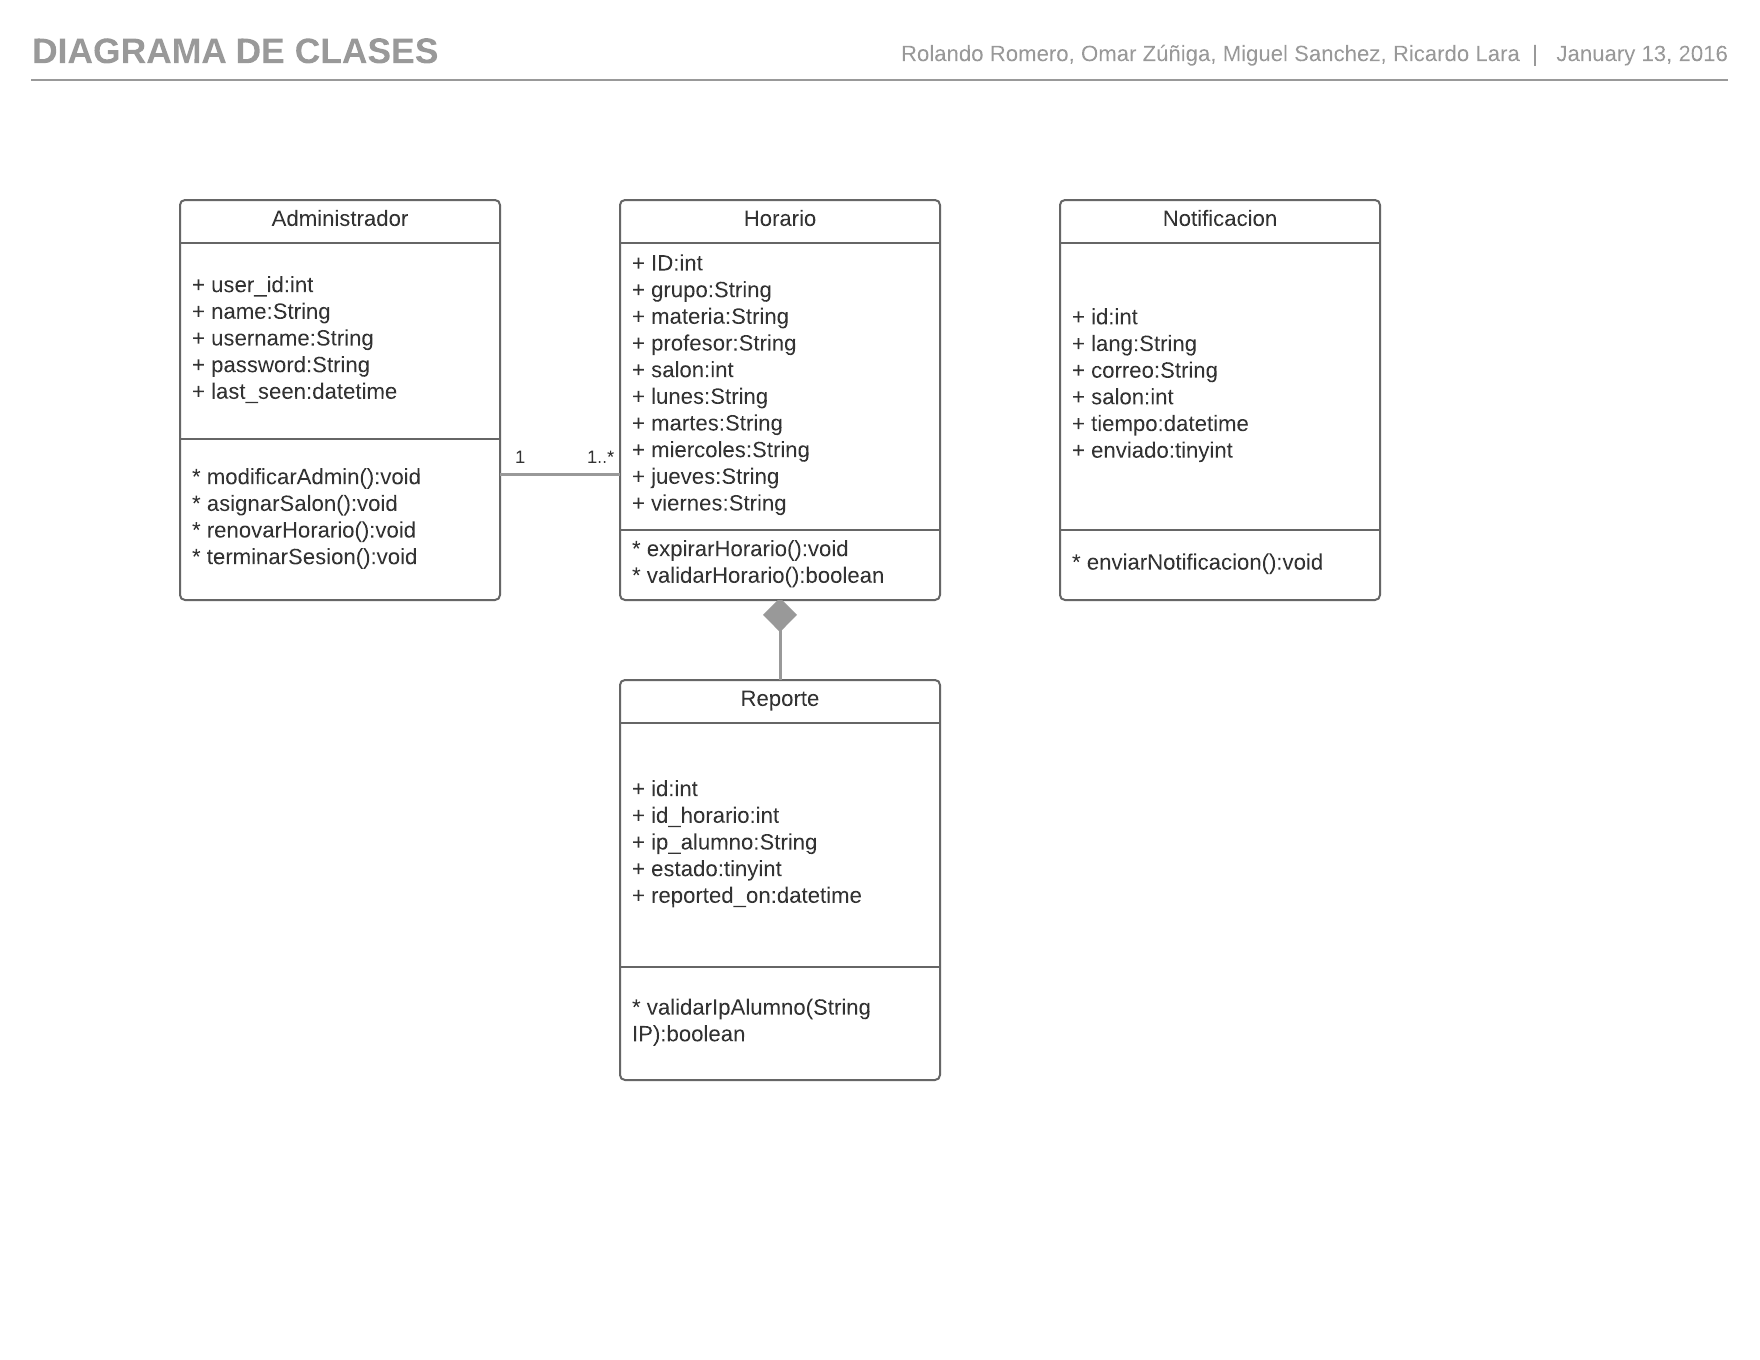 DIAGRAMA DE CLASES
Rolando Romero, Omar Zúñiga, Miguel Sanchez, Ricardo Lara | January 13, 2016
Administrador
+ user_id:int
+ name:String
+ username:String
+ password:String
+ last_seen:datetime
* modificarAdmin():void
* asignarSalon():void
* renovarHorario():void
* terminarSesion():void
1
1..*
Horario
+ ID:int
+ grupo:String
+ materia:String
+ profesor:String
+ salon:int
+ lunes:String
+ martes:String
+ miercoles:String
+ jueves:String
+ viernes:String
* expirarHorario():void
* validarHorario():boolean
Notificacion
+ id:int
+ lang:String
+ correo:String
+ salon:int
+ tiempo:datetime
+ enviado:tinyint
* enviarNotificacion():void
Reporte
+ id:int
+ id_horario:int
+ ip_alumno:String
+ estado:tinyint
+ reported_on:datetime
* validarIpAlumno(String
IP):boolean